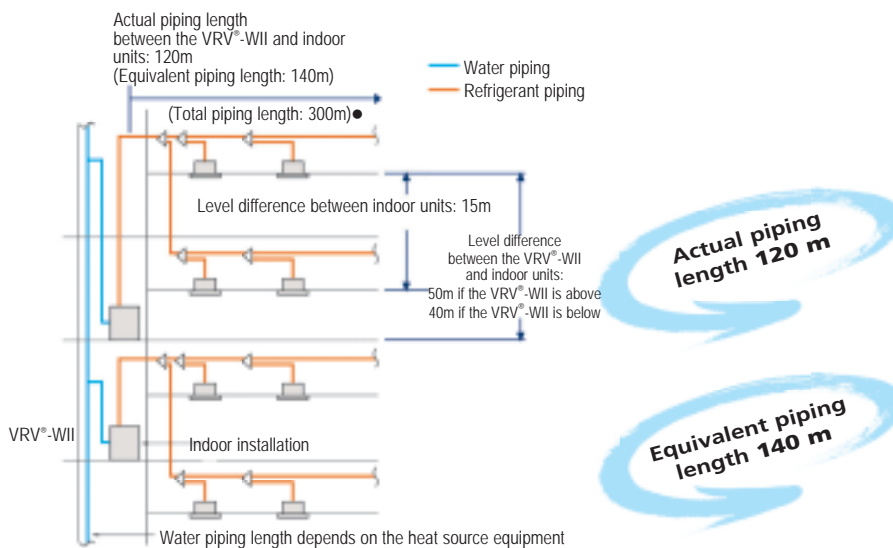 Actual piping length
between the VRV®-WII and indoor
units: 120m
(Equivalent piping length: 140m)
Water piping
Refrigerant piping
(Total piping length: 300m)●
Level difference between indoor units: 15m
Level difference
between the VRV®-WII
and indoor units:
50m if the VRV®-WII is above
40m if the VRV®-WII is below
Actual piping
length 120 m
VRV®-WII
Indoor installation
Equivalent piping
length 140 m
Water piping length depends on the heat source equipment